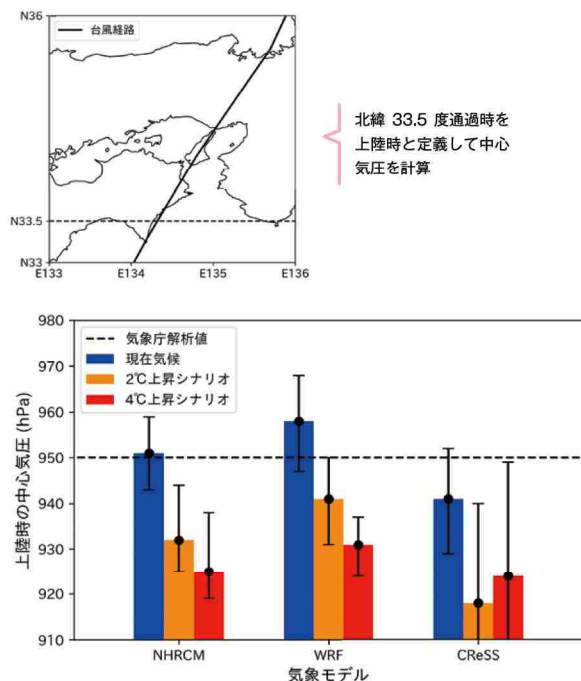 N36
台風経路
N33.5
N33
E133
E134
E135
E136
北緯 33.5 度通過時を
上陸時と定義して中心
気圧を計算
980
970
960
950
940
930
920
910
上陸時の中心気圧 (hPa)
気象庁解析値
現在気候
2℃上昇シナリオ
4℃上昇シナリオ
NHRCM
WRF
CReSS
気象モデル